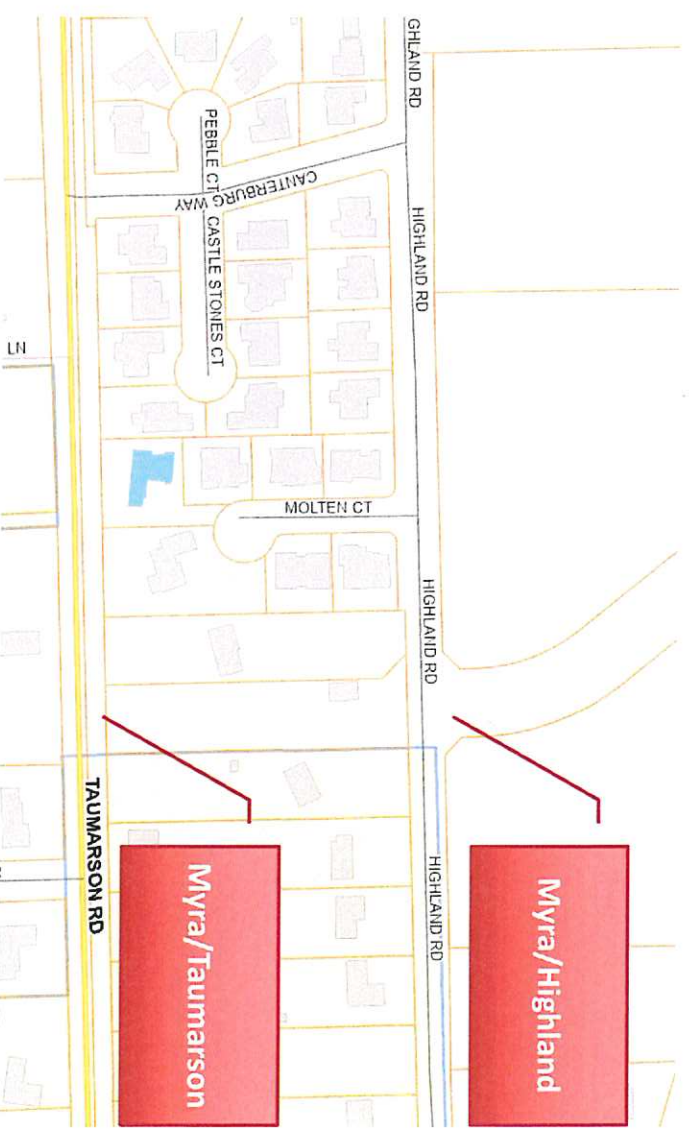 GHLAND RD
HIGHLAND RD
HIGHLAND RD
HIGHLAND RD
PEBBLE CT
CANTERBURG WAY
CASTLE STONES CT
MOLTEN CT
LN
TAUMARSON RD
Myra/Highland
Myra/Taumarson